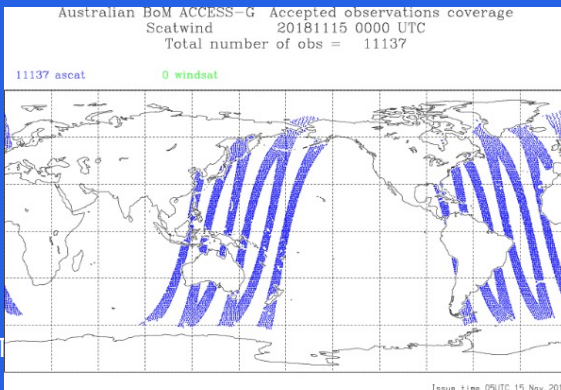 Australian BoM ACCESS-G Accepted observations coverage
Scatwind 20181115 0000 UTC
Total number of obs = 11137
11137 ascat 0 windsat
Issue time 05UTC 15 Nov 201